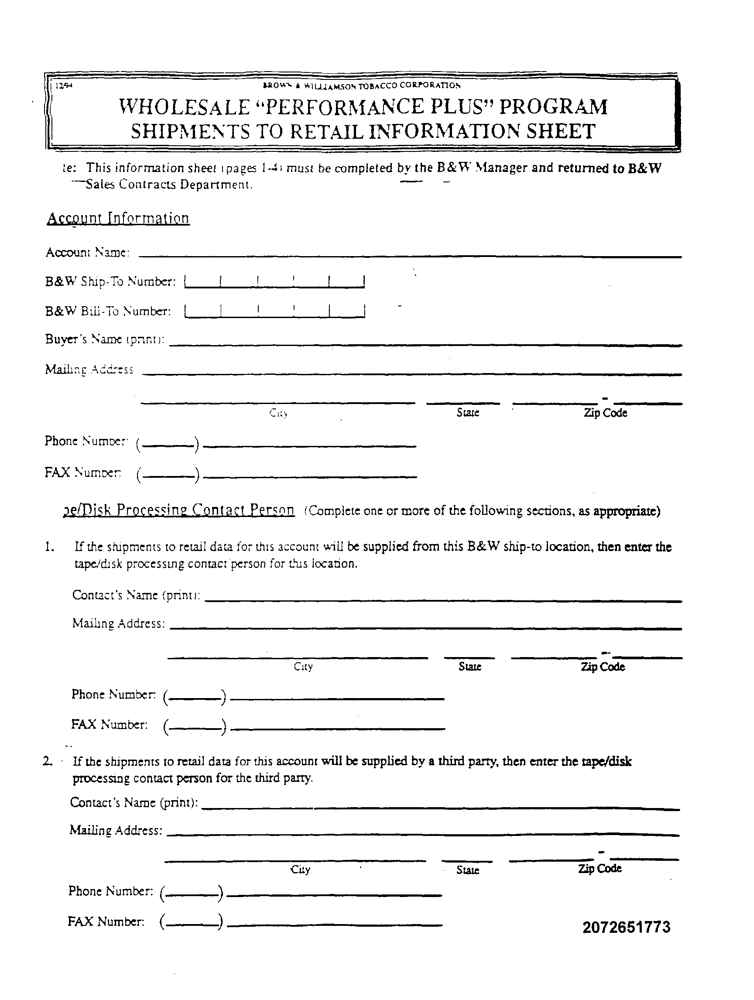 12/94
BROWN & WILLIAMSON TOBACCO CORPORATION
WHOLESALE “PERFORMANCE PLUS” PROGRAM
SHIPMENTS TO RETAIL INFORMATION SHEET
te: This information sheet (pages 1-4) must be completed by the B&W Manager and returned to B&W
Sales Contracts Department.
Account Information
Account Name:
B&W Ship-To Number:
B&W Bill-To Number:
Buyer's Name (print):
Mailing Address
-
City State Zip Code
Phone Number: ( )
FAX Number: ( )
pe/Disk Processing Contact Person (Complete one or more of the following sections, as appropriate)
1. If the shipments to retail data for this account will be supplied from this B&W ship-to location, then enter the
tape/disk processing contact person for this location.
Contact's Name (print):
Mailing Address:
-
City State Zip Code
Phone Number: ( )
FAX Number: ( )
2. If the shipments to retail data for this account will be supplied by a third party, then enter the tape/disk
processing contact person for the third party.
Contact's Name (print):
Mailing Address:
-
City State Zip Code
Phone Number: ( )
FAX Number: ( )
2072651773